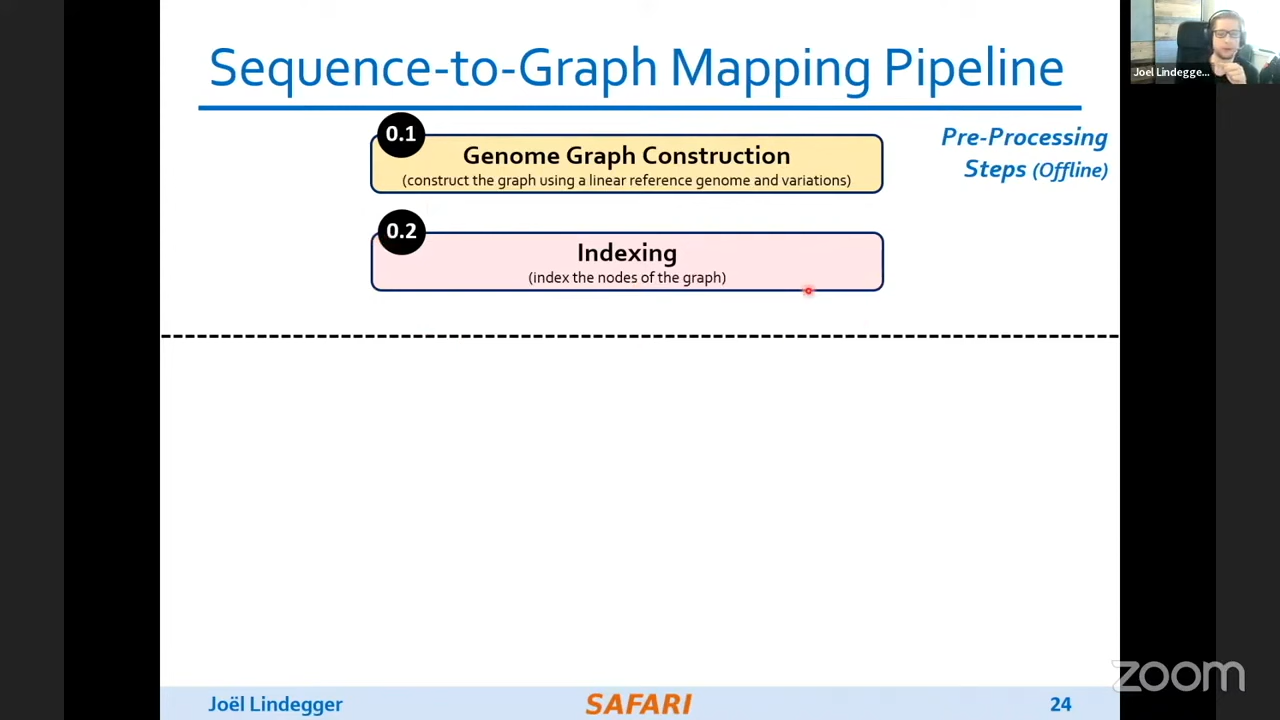 Sequence-to-Graph Mapping Pipeline
Joel Lindegge...
0.1
Genome Graph Construction
(construct the graph using a linear reference genome and variations)
Pre-Processing
Steps (Offline)
0.2
Indexing
(index the nodes of the graph)
zoom
Joël Lindegger
SAFARI
24